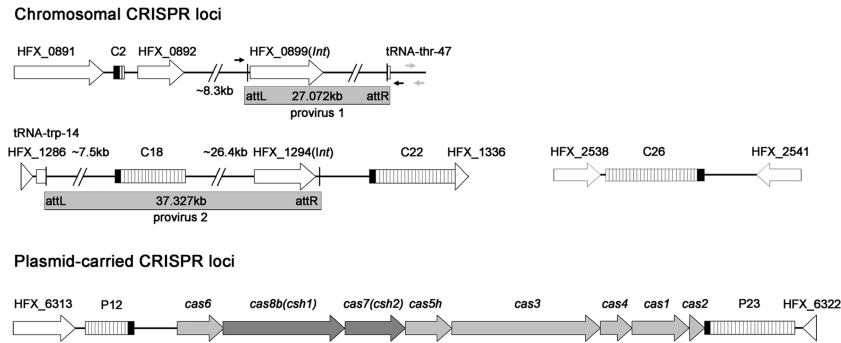 Chromosomal CRISPR loci
HFX_0891 C2 HFX_0892 HFX_0899(Int) tRNA-thr-47
~8.3kb
attL 27.072kb attR
provirus 1
tRNA-trp-14
HFX_1286 ~7.5kb C18 ~26.4kb HFX_1294(Int) C22 HFX_1336 HFX_2538 C26 HFX_2541
attL 37.327kb attR
provirus 2
Plasmid-carried CRISPR loci
HFX_6313 P12 cas6 cas8b(csh1) cas7(csh2) cas5h cas3 cas4 cas1 cas2 P23 HFX_6322